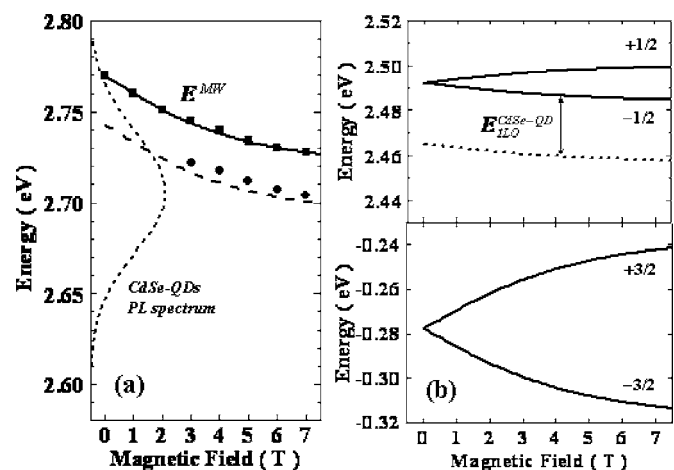 2.80
2.75
2.70
2.65
2.60
Energy ( eV )
E^MW
CdSe-QDs
PL spectrum
(a)
0 1 2 3 4 5 6 7
Magnetic Field ( T )
2.52
2.50
2.48
2.46
2.44
Energy ( eV )
+1/2
−1/2
E_1LO^CdSe-QD
-0.24
-0.26
-0.28
-0.30
-0.32
Energy ( eV )
+3/2
−3/2
(b)
0 1 2 3 4 5 6 7
Magnetic Field ( T )